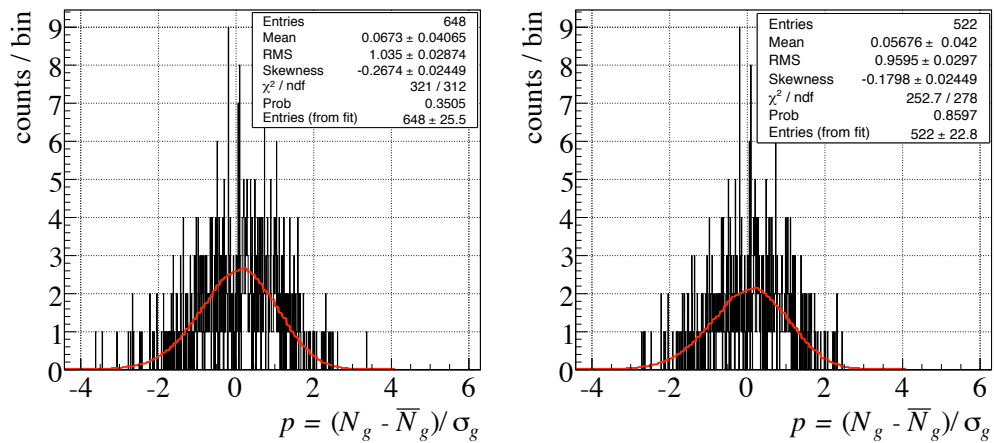 counts / bin
9
8
7
6
5
4
3
2
1
0
Entries 648
Mean 0.0673 ± 0.04065
RMS 1.035 ± 0.02874
Skewness -0.2674 ± 0.02449
χ² / ndf 321 / 312
Prob 0.3505
Entries (from fit) 648 ± 25.5
-4 -2 0 2 4 6
p = (N_g - N̅_g)/ σ_g
counts / bin
9
8
7
6
5
4
3
2
1
0
Entries 522
Mean 0.05676 ± 0.042
RMS 0.9595 ± 0.0297
Skewness -0.1798 ± 0.02449
χ² / ndf 252.7 / 278
Prob 0.8597
Entries (from fit) 522 ± 22.8
-4 -2 0 2 4 6
p = (N_g - N̅_g)/ σ_g